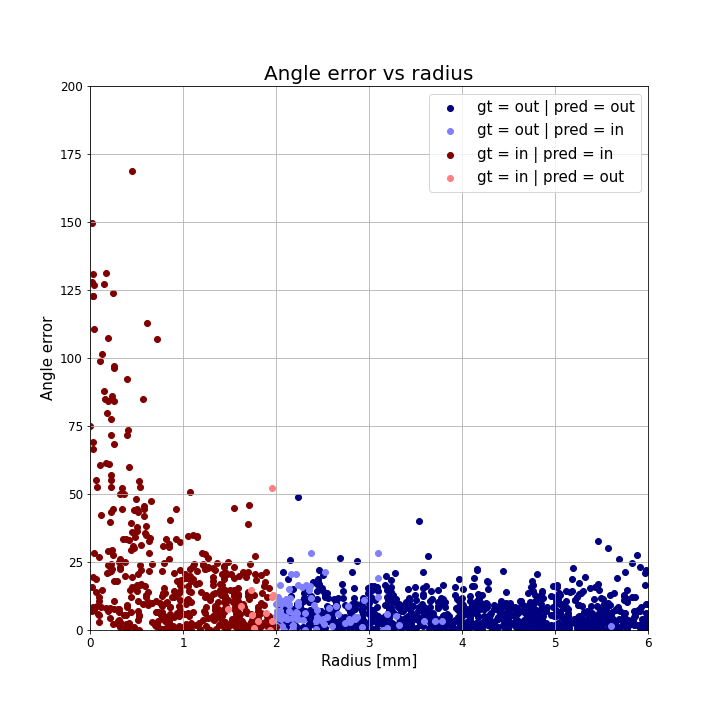 Angle error vs radius
gt = out | pred = out
gt = out | pred = in
gt = in | pred = in
gt = in | pred = out
200
175
150
125
100
75
50
25
0
Angle error
0 1 2 3 4 5 6
Radius [mm]